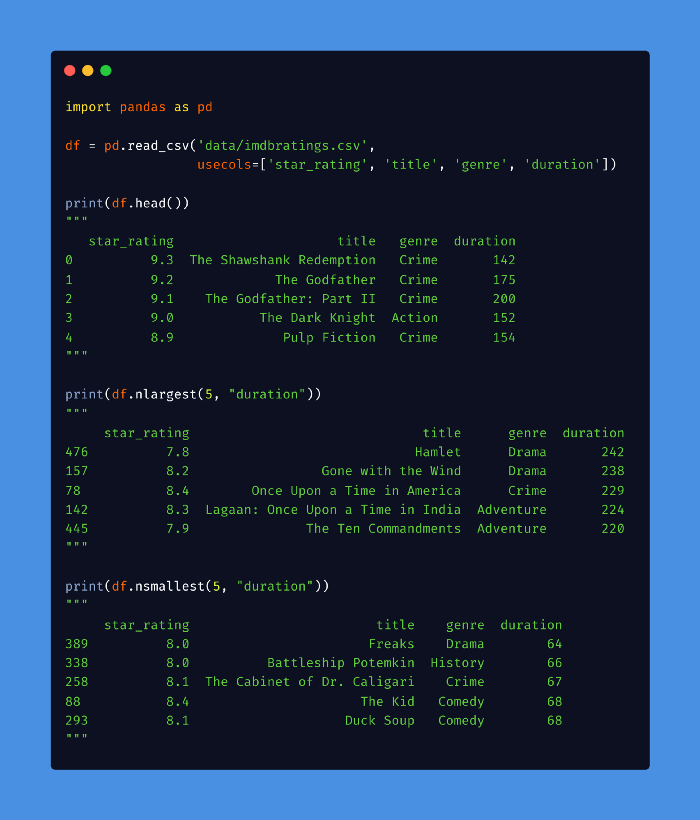 import pandas as pd
df = pd.read_csv('data/imdbratings.csv',
                 usecols=['star_rating', 'title', 'genre', 'duration'])
print(df.head())
"""
   star_rating                     title   genre  duration
0          9.3  The Shawshank Redemption   Crime       142
1          9.2             The Godfather   Crime       175
2          9.1    The Godfather: Part II   Crime       200
3          9.0           The Dark Knight  Action       152
4          8.9              Pulp Fiction   Crime       154
"""
print(df.nlargest(5, "duration"))
"""
     star_rating                              title      genre  duration
476          7.8                             Hamlet      Drama       242
157          8.2                 Gone with the Wind      Drama       238
78           8.4        Once Upon a Time in America      Crime       229
142          8.3  Lagaan: Once Upon a Time in India  Adventure       224
445          7.9               The Ten Commandments  Adventure       220
"""
print(df.nsmallest(5, "duration"))
"""
     star_rating                        title    genre  duration
389          8.0                       Freaks    Drama        64
338          8.0          Battleship Potemkin  History        66
258          8.1  The Cabinet of Dr. Caligari    Crime        67
88           8.4                      The Kid   Comedy        68
293          8.1                    Duck Soup   Comedy        68
"""